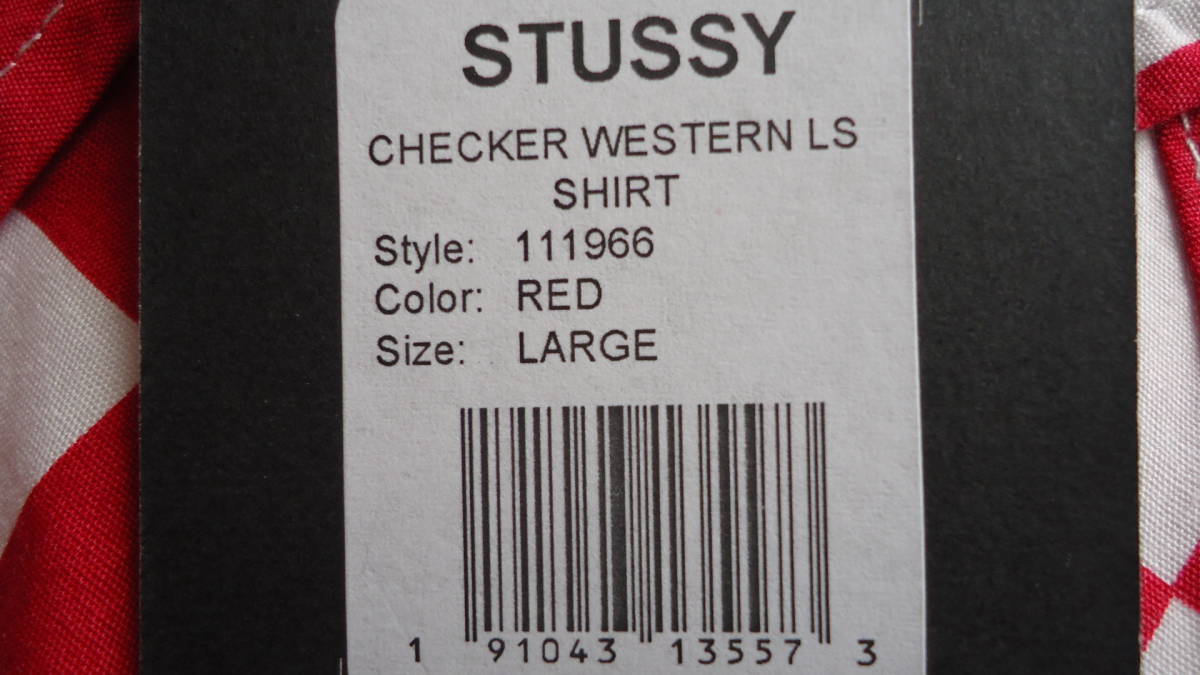 STUSSY
CHECKER WESTERN LS
SHIRT
Style: 111966
Color: RED
Size: LARGE
1 91043 13557 3